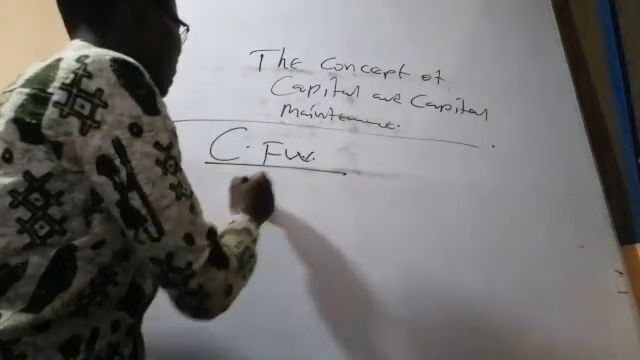 The Concept of
Capital and Capital
Maintenance.
C. FW.